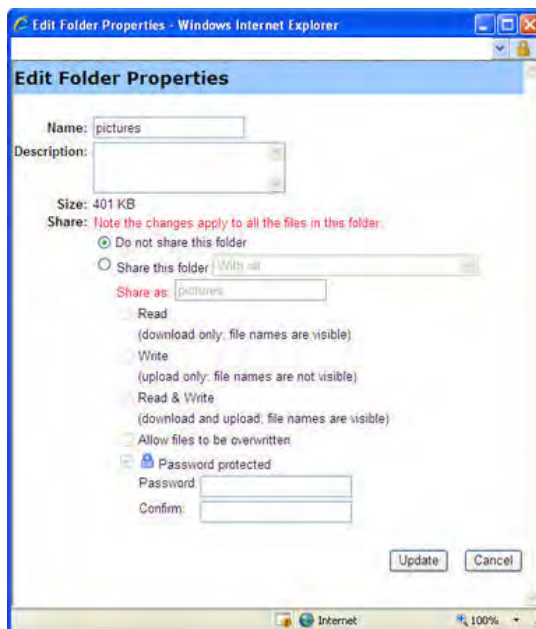 Edit Folder Properties - Windows Internet Explorer
Edit Folder Properties
Name: pictures
Description:
Size: 401 KB
Share: Note the changes apply to all the files in this folder.
Do not share this folder
Share this folder With all
Share as: pictures
Read
(download only: file names are visible)
Write
(upload only: file names are not visible)
Read & Write
(download and upload; file names are visible)
Allow files to be overwritten
Password protected
Password:
Confirm:
Update Cancel
Internet 100%